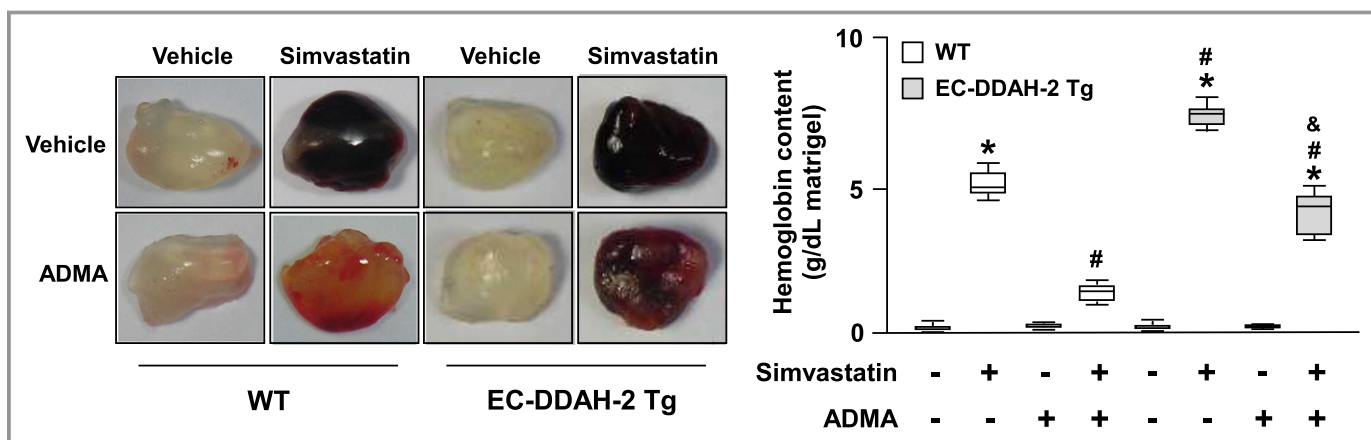 Vehicle Simvastatin Vehicle Simvastatin
Vehicle
ADMA
WT EC-DDAH-2 Tg
Hemoglobin content
(g/dL matrigel)
10
5
0
WT
EC-DDAH-2 Tg
*
#
#
*
&
#
*
Simvastatin - + - + - + - +
ADMA - - + + - - + +